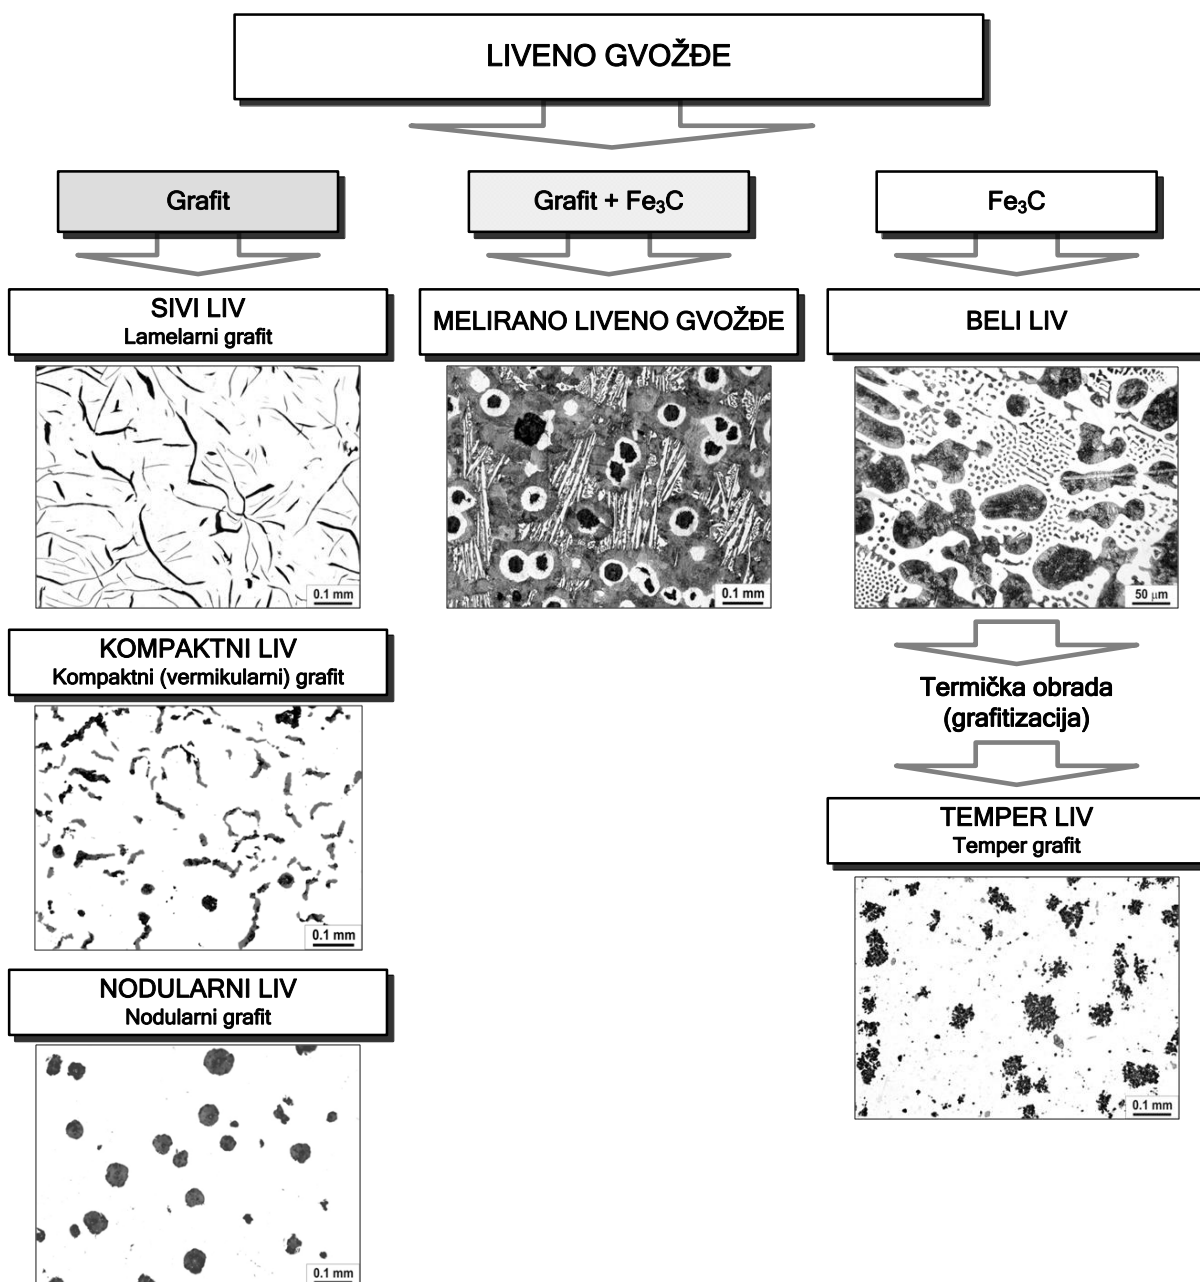 LIVENO GVOŽĐE
Grafit
Grafit + Fe₃C
Fe₃C
SIVI LIV
Lamelarni grafit
MELIRANO LIVENO GVOŽĐE
BELI LIV
0.1 mm
0.1 mm
50 µm
KOMPAKTNI LIV
Kompaktni (vermikularni) grafit
0.1 mm
Termička obrada
(grafitizacija)
TEMPER LIV
Temper grafit
0.1 mm
NODULARNI LIV
Nodularni grafit
0.1 mm